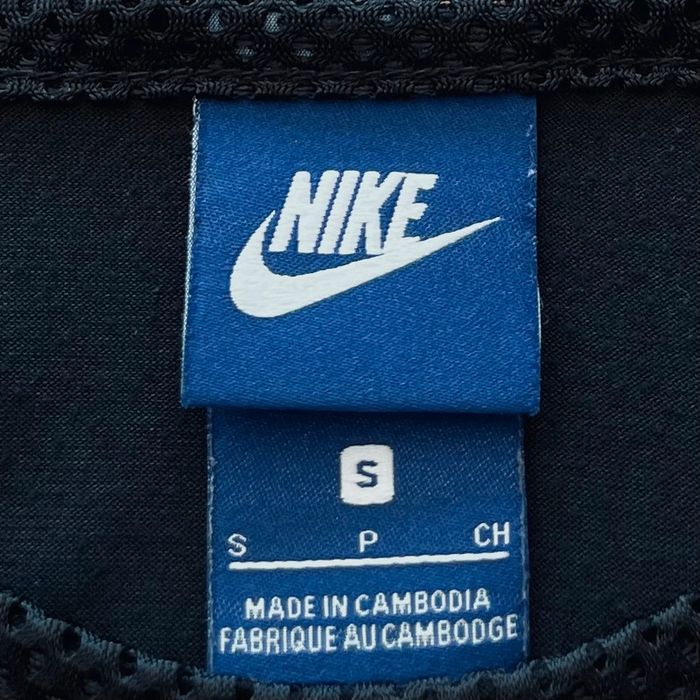 NIKE
S
S P CH
MADE IN CAMBODIA
FABRIQUE AU CAMBODGE